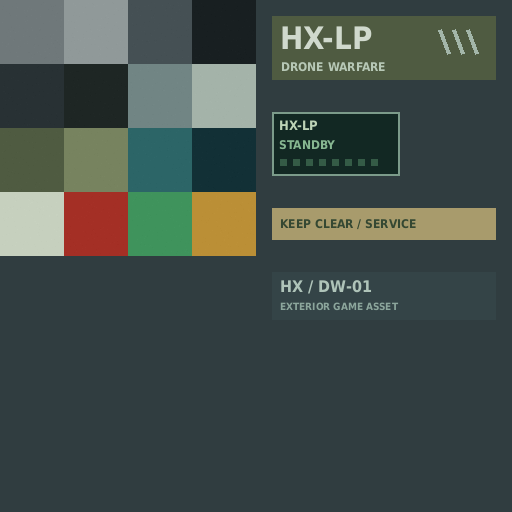 HX-LP
DRONE WARFARE
HX-LP
STANDBY
KEEP CLEAR / SERVICE
HX / DW-01
EXTERIOR GAME ASSET